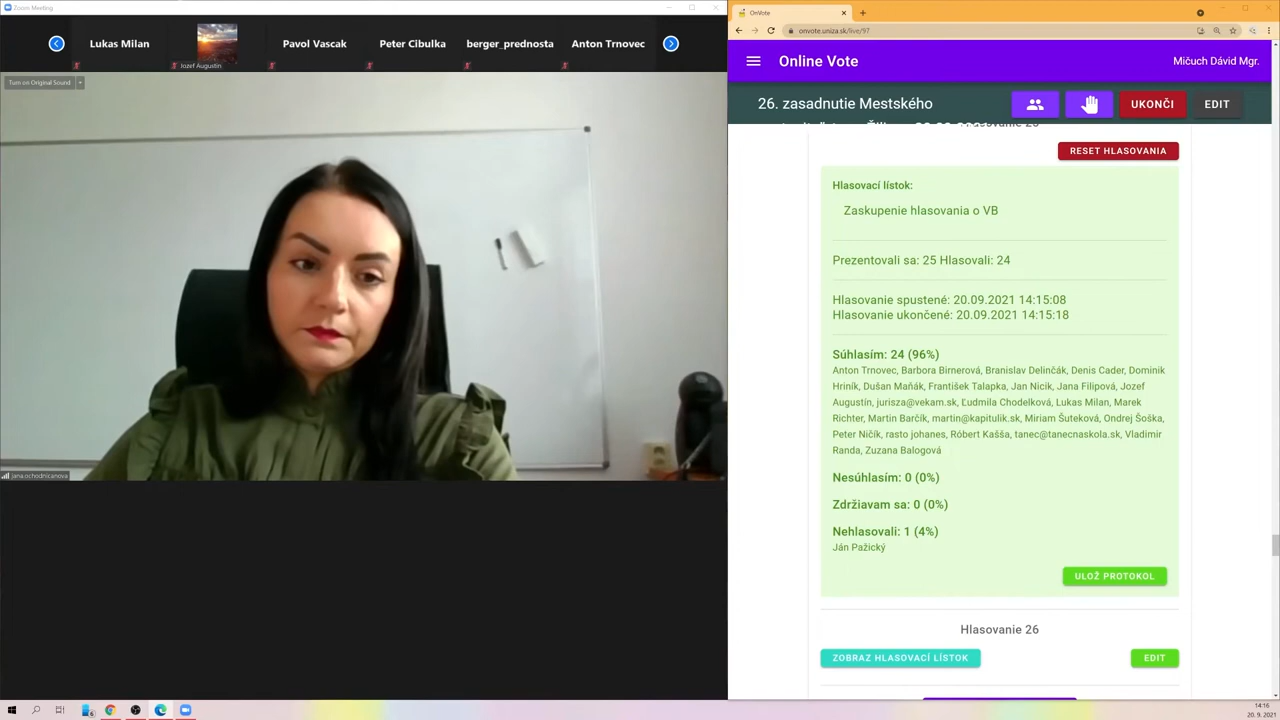 Zoom Meeting
Lukas Milan
Jozef Augustin
Pavol Vascak
Peter Cibulka
berger_prednosta
Anton Trnovec
Turn on Original Sound
jana.ochodnicanova
OnVote
onvote.uniza.sk/live/97
Online Vote
Mičuch Dávid Mgr.
26. zasadnutie Mestského
UKONČI
EDIT
RESET HLASOVANIA
Hlasovací lístok:
Zaskupenie hlasovania o VB
Prezentovali sa: 25 Hlasovali: 24
Hlasovanie spustené: 20.09.2021 14:15:08
Hlasovanie ukončené: 20.09.2021 14:15:18
Súhlasím: 24 (96%)
Anton Trnovec, Barbora Birnerová, Branislav Delinčák, Denis Cader, Dominik
Hriník, Dušan Maňák, František Talapka, Jan Nicik, Jana Filipová, Jozef
Augustín, jurisza@vekam.sk, Ľudmila Chodelková, Lukas Milan, Marek
Richter, Martin Barčík, martin@kapitulik.sk, Miriam Šuteková, Ondrej Šoška,
Peter Ničík, rasto johanes, Róbert Kašša, tanec@tanecnaskola.sk, Vladimir
Randa, Zuzana Balogová
Nesúhlasím: 0 (0%)
Zdržiavam sa: 0 (0%)
Nehlasovali: 1 (4%)
Ján Pažický
ULOŽ PROTOKOL
Hlasovanie 26
ZOBRAZ HLASOVACÍ LÍSTOK
EDIT
14:16
20. 9. 2021